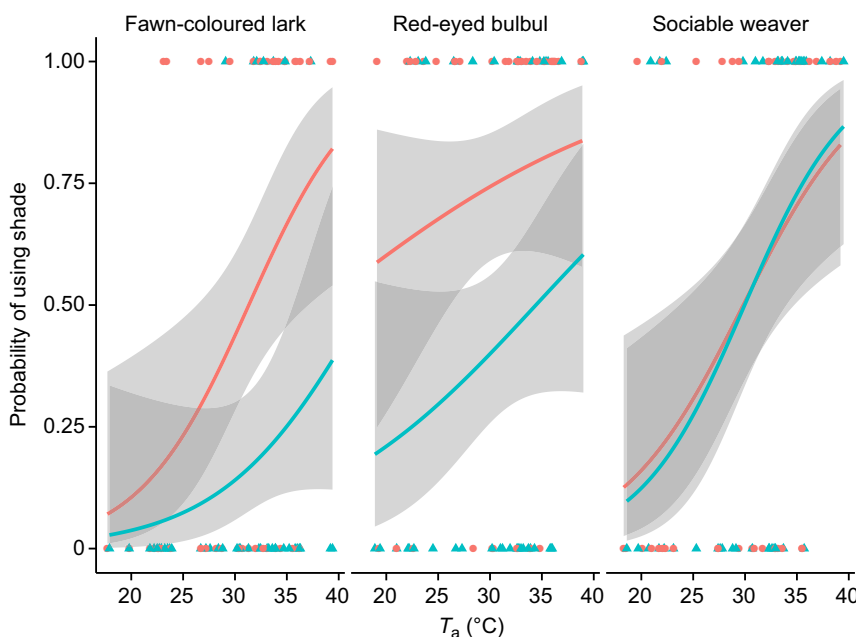 Fawn-coloured lark Red-eyed bulbul Sociable weaver
1.00
0.75
0.50
0.25
0
Probability of using shade
20 25 30 35 40 20 25 30 35 40 20 25 30 35 40
Ta (°C)